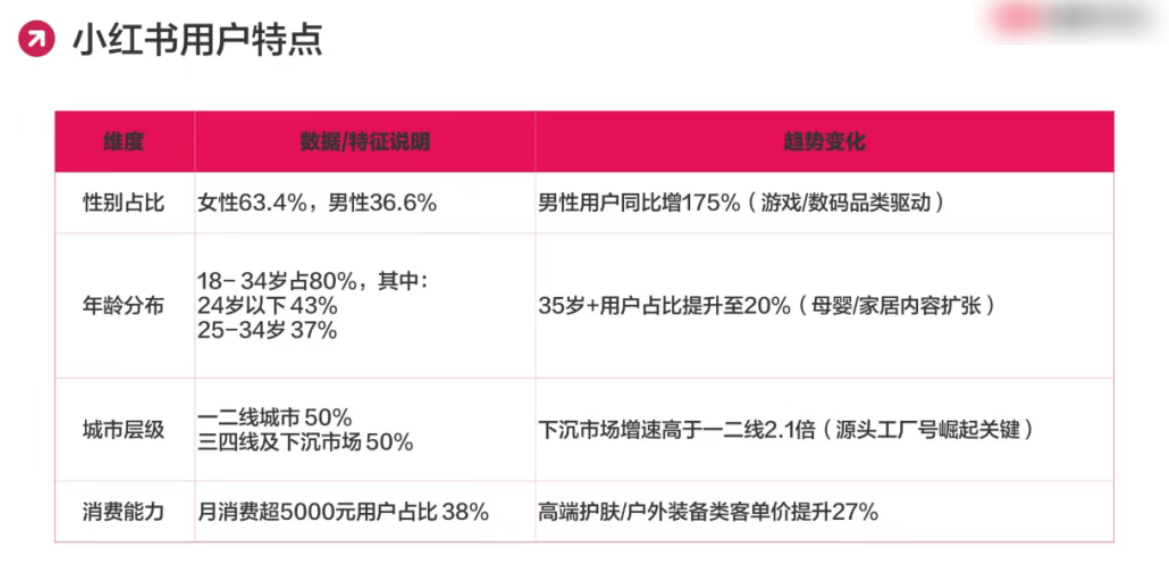 小红书用户特点
维度 数据/特征说明 趋势变化
性别占比 女性63.4%，男性36.6% 男性用户同比增175%（游戏/数码品类驱动）
年龄分布
18- 34岁占80%，其中：
24岁以下 43%
25-34岁 37%
35岁+用户占比提升至20%（母婴/家居内容扩张）
城市层级
一二线城市 50%
三四线及下沉市场 50%
下沉市场增速高于一二线2.1倍（源头工厂号崛起关键）
消费能力 月消费超5000元用户占比 38% 高端护肤/户外装备类客单价提升27%